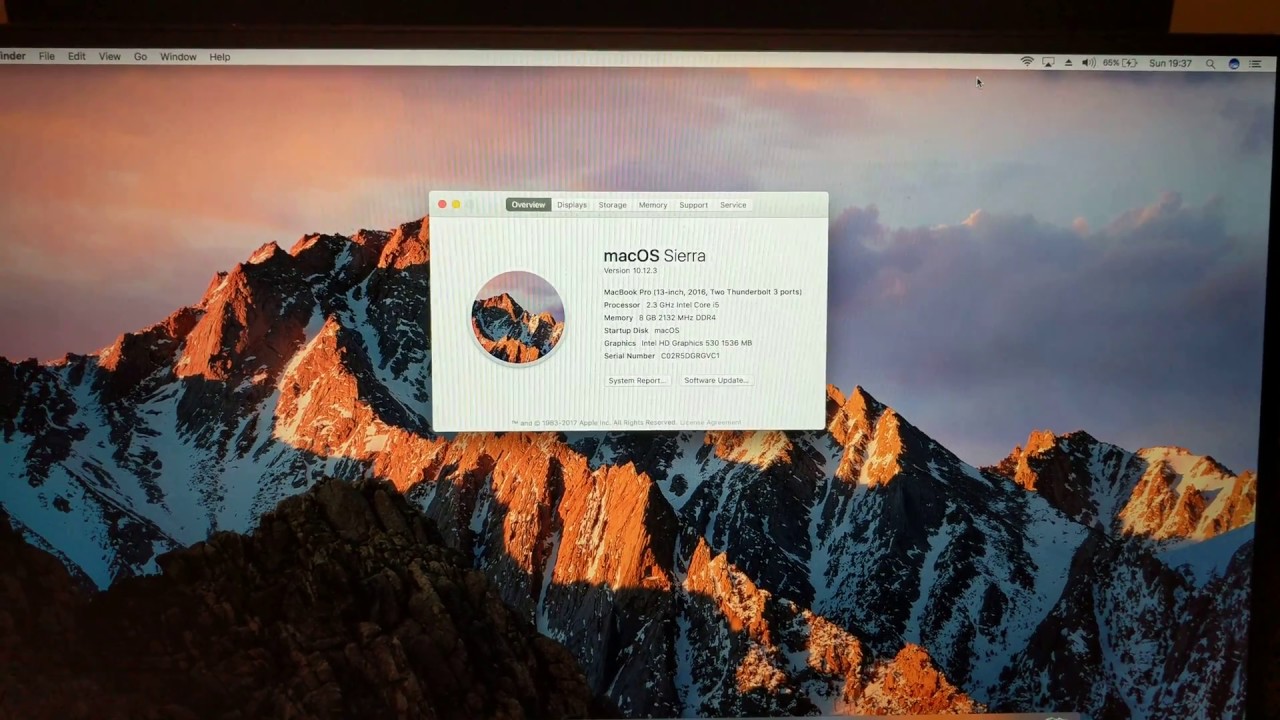 inder File Edit View Go Window Help 65% Sun 19:37
Overview Displays Storage Memory Support Service
macOS Sierra
Version 10.12.3
MacBook Pro (13-inch, 2016, Two Thunderbolt 3 ports)
Processor 2.3 GHz Intel Core i5
Memory 8 GB 2132 MHz DDR4
Startup Disk macOS
Graphics Intel HD Graphics 530 1536 MB
Serial Number C02R5DGRGVC1
System Report... Software Update...
™ and © 1983-2017 Apple Inc. All Rights Reserved. License Agreement